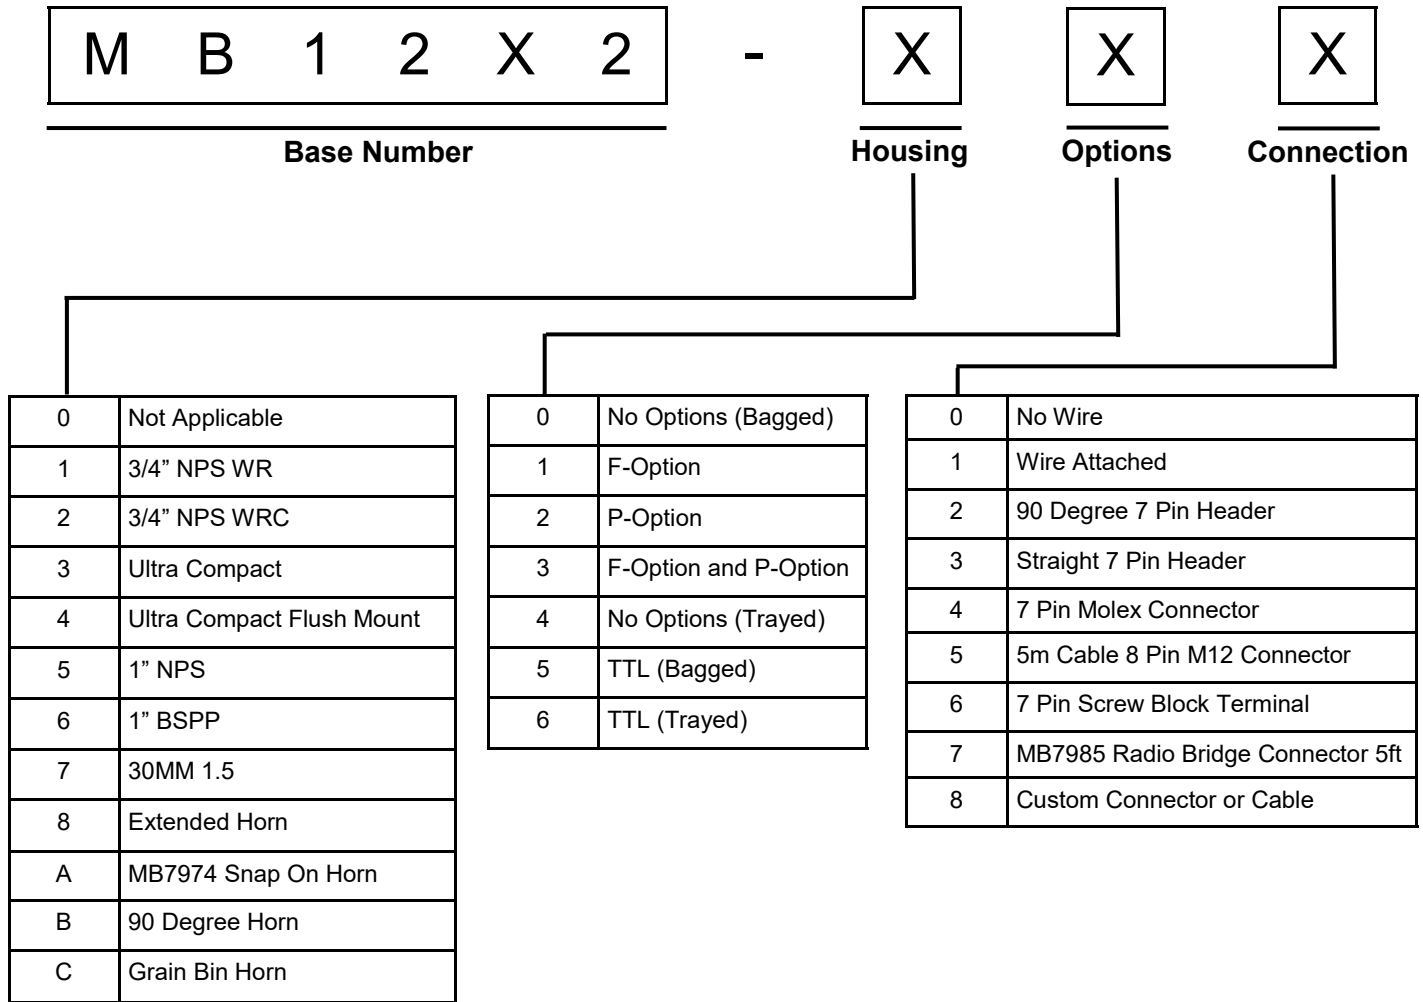 M B 1 2 X 2 - X X X
Base Number Housing Options Connection
0 Not Applicable
1 3/4” NPS WR
2 3/4” NPS WRC
3 Ultra Compact
4 Ultra Compact Flush Mount
5 1” NPS
6 1” BSPP
7 30MM 1.5
8 Extended Horn
A MB7974 Snap On Horn
B 90 Degree Horn
C Grain Bin Horn
0 No Options (Bagged)
1 F-Option
2 P-Option
3 F-Option and P-Option
4 No Options (Trayed)
5 TTL (Bagged)
6 TTL (Trayed)
0 No Wire
1 Wire Attached
2 90 Degree 7 Pin Header
3 Straight 7 Pin Header
4 7 Pin Molex Connector
5 5m Cable 8 Pin M12 Connector
6 7 Pin Screw Block Terminal
7 MB7985 Radio Bridge Connector 5ft
8 Custom Connector or Cable